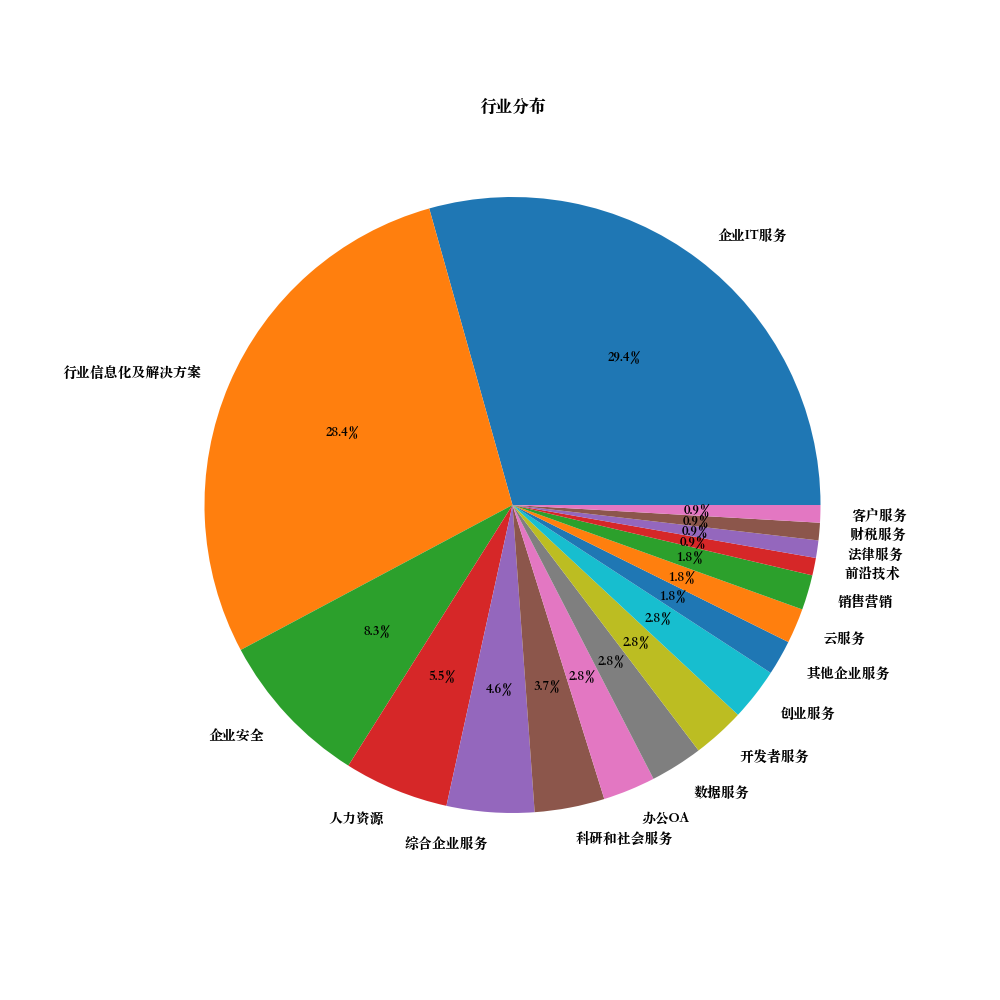 行业分布
企业IT服务
29.4%
行业信息化及解决方案
28.4%
企业安全
8.3%
人力资源
5.5%
综合企业服务
4.6%
科研和社会服务
3.7%
办公OA
2.8%
数据服务
2.8%
开发者服务
2.8%
创业服务
2.8%
其他企业服务
1.8%
云服务
1.8%
销售营销
1.8%
前沿技术
0.9%
法律服务
0.9%
财税服务
0.9%
客户服务
0.9%